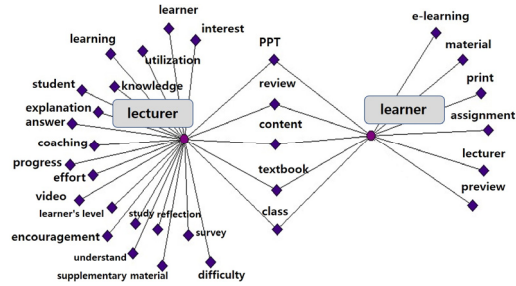 learner
interest
learning
utilization
student
knowledge
explanation
answer
lecturer
coaching
progress
effort
video
learner's level
study
reflection
encouragement
survey
understand
supplementary material
difficulty
PPT
review
content
textbook
class
e-learning
material
print
learner
assignment
lecturer
preview